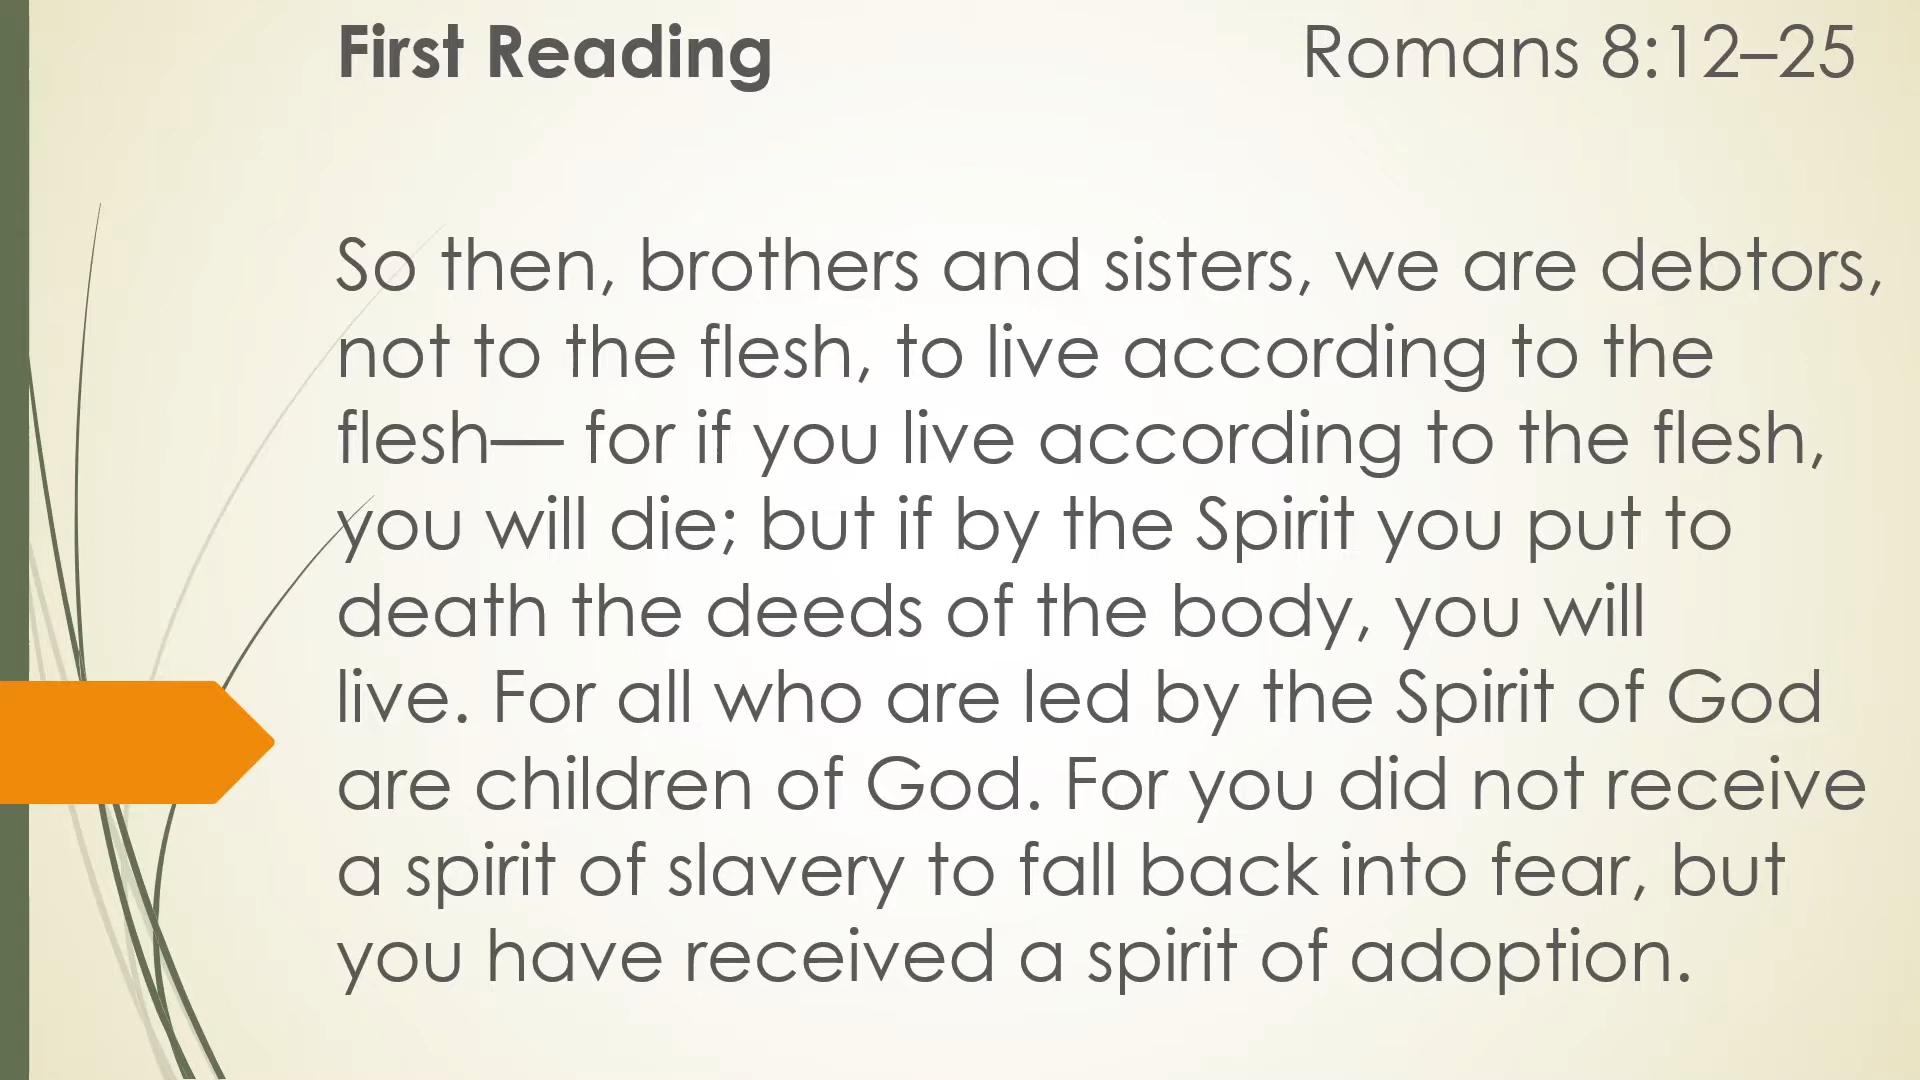 First Reading Romans 8:12–25
So then, brothers and sisters, we are debtors,
not to the flesh, to live according to the
flesh— for if you live according to the flesh,
you will die; but if by the Spirit you put to
death the deeds of the body, you will
live. For all who are led by the Spirit of God
are children of God. For you did not receive
a spirit of slavery to fall back into fear, but
you have received a spirit of adoption.